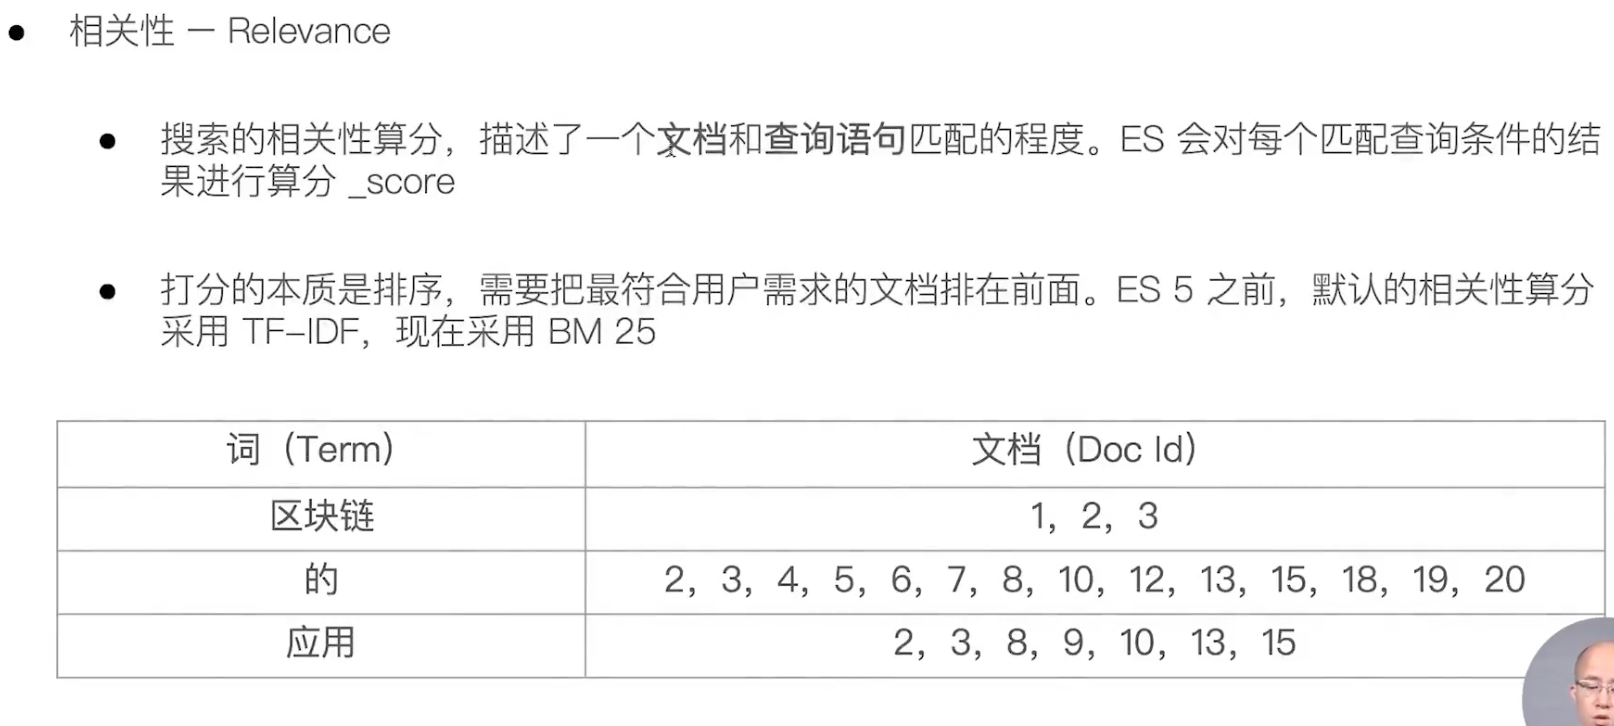 相关性 – Relevance
搜索的相关性算分，描述了一个文档和查询语句匹配的程度。ES 会对每个匹配查询条件的结
果进行算分 _score
打分的本质是排序，需要把最符合用户需求的文档排在前面。ES 5 之前，默认的相关性算分
采用 TF–IDF，现在采用 BM 25
词（Term） 文档（Doc Id）
区块链 1，2，3
的 2，3，4，5，6，7，8，10，12，13，15，18，19，20
应用 2，3，8，9，10，13，15